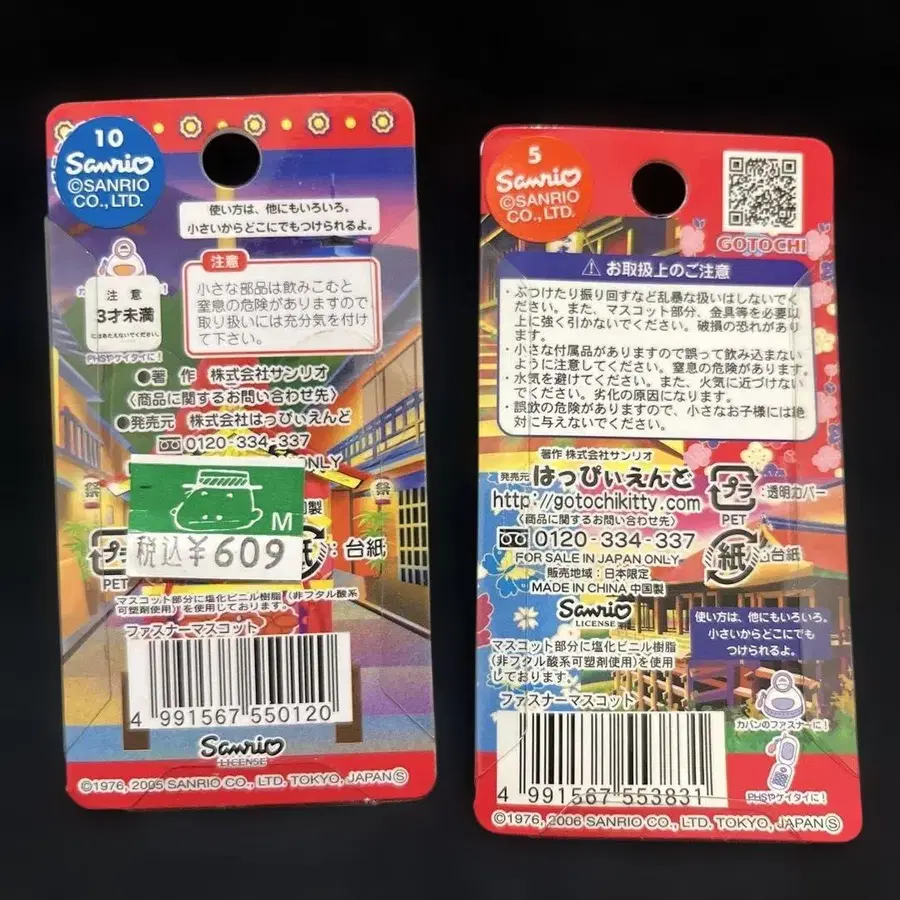 10
Sanrio
©SANRIO
CO., LTD.
使い方は、他にもいろいろ。
小さいからどこにでもつけられるよ。
注意
3才未満
にはあたえないでください。
PHSやケイタイに!
注意
小さな部品は飲みこむと
窒息の危険がありますので
取り扱いには充分気を付け
て下さい。
●著 作 株式会社サンリオ
〈商品に関するお問い合わせ先〉
●発売元 株式会社はっぴぃえんど
0120-334-337
ONLY
祭
祭
製
M
税込¥609
プラ
PET
紙
:台紙
マスコット部分に塩化ビニル樹脂(非フタル酸系
可塑剤使用)を使用しております。
ファスナーマスコット
4 991567 550120
Sanrio
LICENSE
©1976, 2005 SANRIO CO., LTD. TOKYO, JAPAN Ⓢ
5
Sanrio
©SANRIO
CO., LTD.
GOTOCHI
⚠ お取扱上のご注意
・ぶつけたり振り回すなど乱暴な扱いはしないでく
ださい。また、マスコット部分、金具等を必要以
上に強く引かないでください。破損の恐れがあり
ます。
・小さな付属品がありますので誤って飲み込まない
ように注意してください。窒息の危険があります。
・水気を避けてください。また、火気に近づけない
でください。劣化の原因になります。
・誤飲の危険がありますので、小さなお子様には絶
対に与えないでください。
著作 株式会社サンリオ
発売元 はっぴぃえんど
http://gotochikitty.com
〈商品に関するお問い合わせ先〉
0120-334-337
FOR SALE IN JAPAN ONLY
販売地域:日本限定
MADE IN CHINA 中国製
Sanrio
LICENSE
プラ
:透明カバー
PET
紙
:台紙
マスコット部分に塩化ビニル樹脂
(非フタル酸系可塑剤使用)を使用
しております。
ファスナーマスコット
使い方は、他にもいろいろ。
小さいからどこにでも
つけられるよ。
カバンのファスナーに!
PHSやケイタイに!
4 991567 553831
©1976, 2006 SANRIO CO., LTD. TOKYO, JAPAN Ⓢ